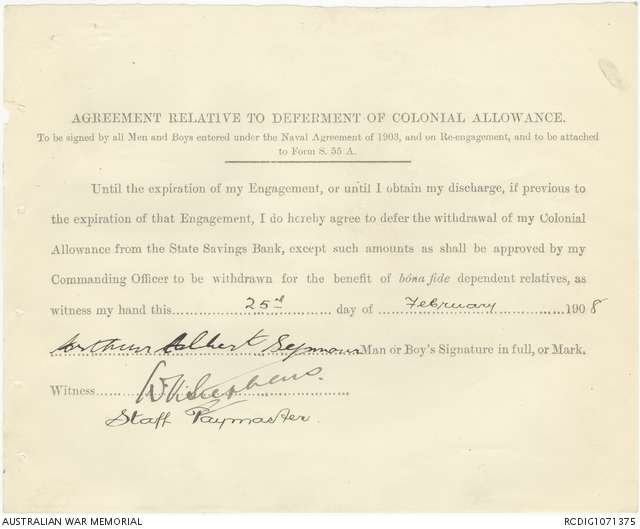 AGREEMENT RELATIVE TO DEFERMENT OF COLONIAL ALLOWANCE.
To be signed by all Men and Boys entered under the Naval Agreement of 1903, and on Re-engagement, and to be attached
to Form S. 55 A.
Until the expiration of my Engagement, or until I obtain my discharge, if previous to
the expiration of that Engagement, I do hereby agree to defer the withdrawal of my Colonial
Allowance from the State Savings Bank, except such amounts as shall be approved by my
Commanding Officer to be withdrawn for the benefit of bóna fide dependent relatives, as
witness my hand this 25th day of February 1908
Arthur Albert Seymour Man or Boy's Signature in full, or Mark.
Witness Stephens.
Staff Paymaster.
AUSTRALIAN WAR MEMORIAL RCDIG1071375